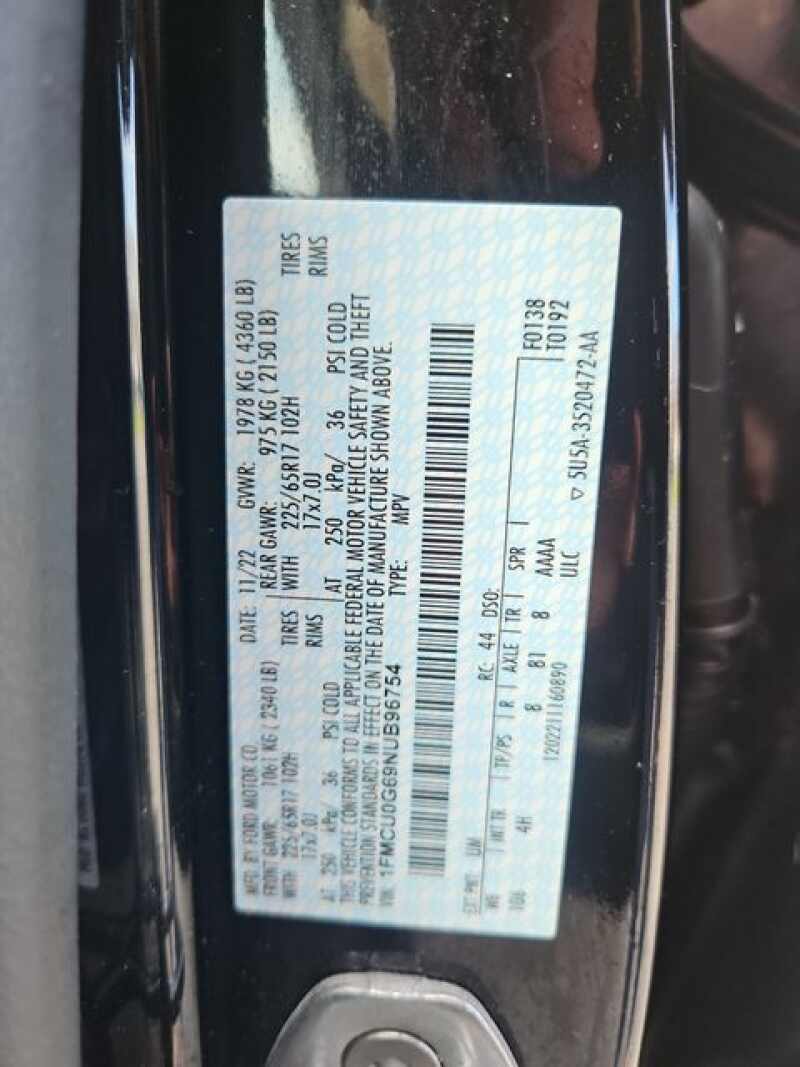 MFD. BY FORD MOTOR CO. DATE: 11/22 GVWR: 1978 KG ( 4360 LB)
FRONT GAWR: 1061 KG ( 2340 LB) REAR GAWR: 975 KG ( 2150 LB)
WITH 225/65R17 102H TIRES WITH 225/65R17 102H TIRES
17x7.0J RIMS 17x7.0J RIMS
AT 250 kPa/ 36 PSI COLD AT 250 kPa/ 36 PSI COLD
THIS VEHICLE CONFORMS TO ALL APPLICABLE FEDERAL MOTOR VEHICLE SAFETY AND THEFT
PREVENTION STANDARDS IN EFFECT ON THE DATE OF MANUFACTURE SHOWN ABOVE.
VIN: 1FMCU0G69NUB96754 TYPE: MPV
EXT PNT: UM RC: 44 DSO:
WB INT TR TP/PS R AXLE TR SPR F0138
106 4H 8 81 8 AAAA T0192
1202211160890 ULC
▽ 5U5A-3520472-AA